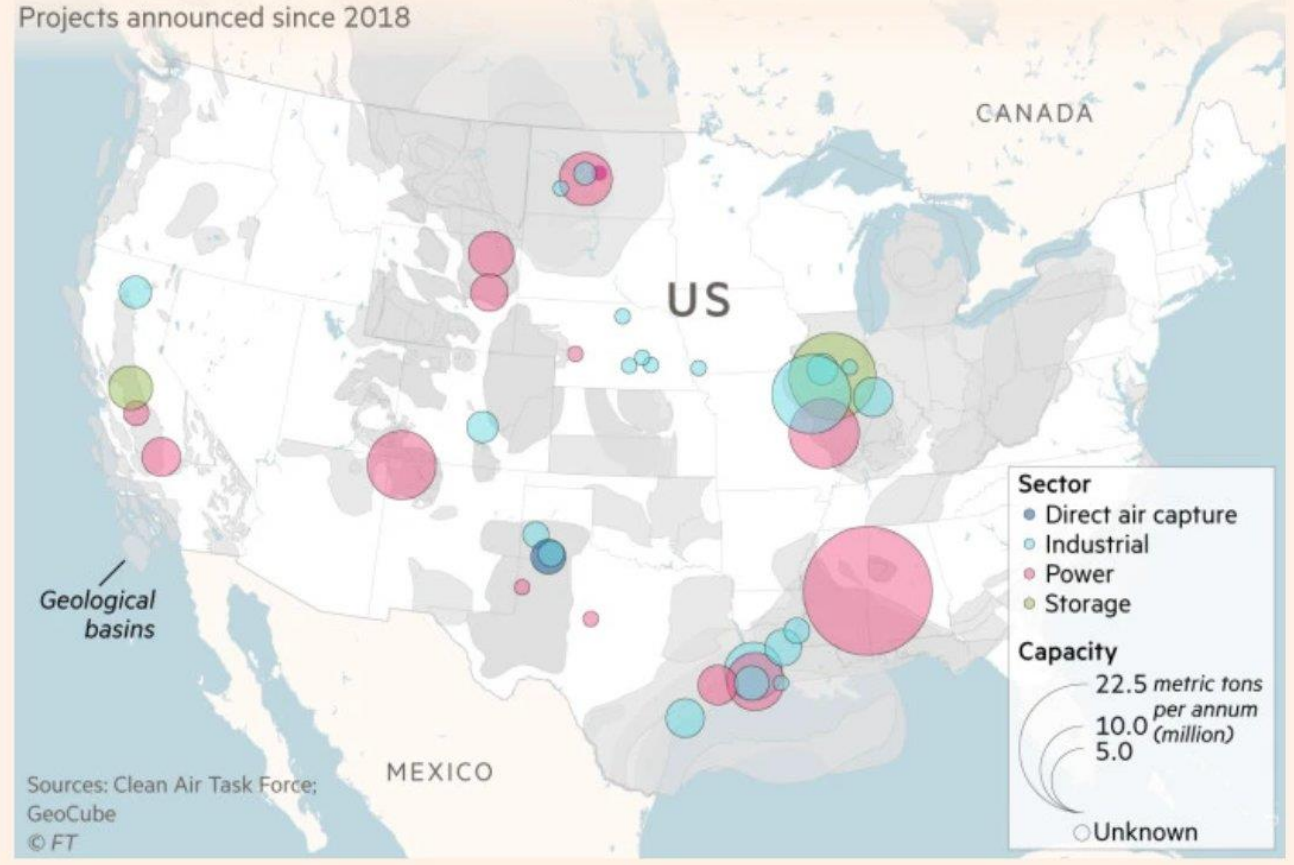 Projects announced since 2018
CANADA
US
Geological
basins
MEXICO
Sources: Clean Air Task Force;
GeoCube
© FT
Sector
Direct air capture
Industrial
Power
Storage
Capacity
22.5 metric tons
per annum
10.0 (million)
5.0
Unknown